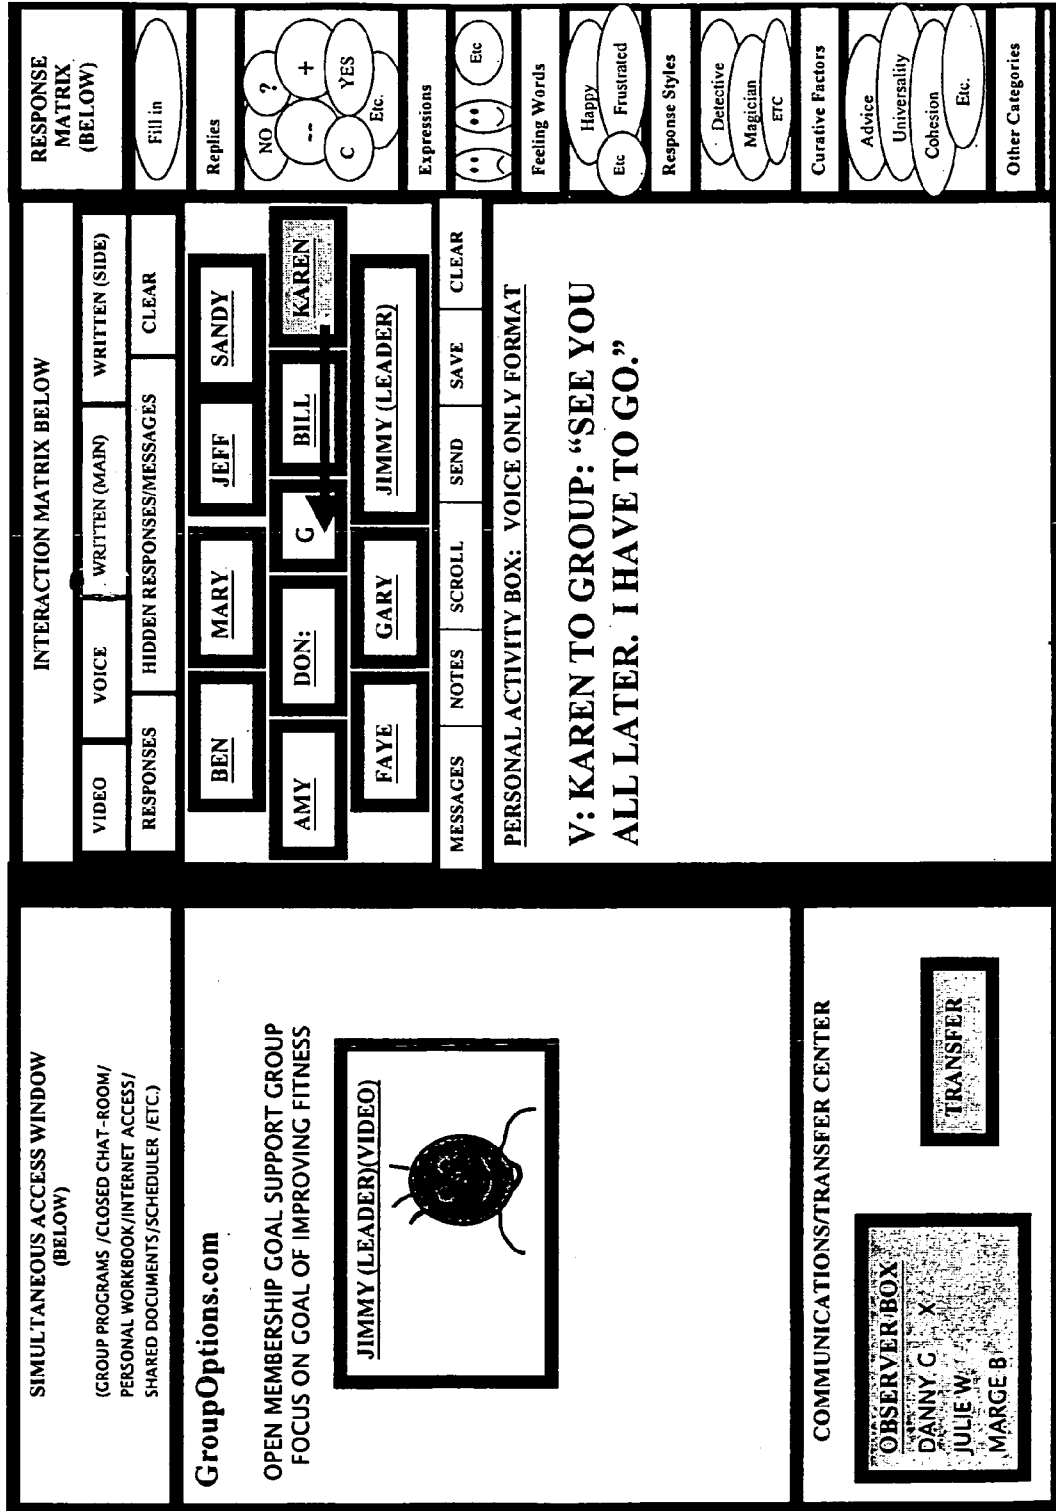 SIMULTANEOUS ACCESS WINDOW
(BELOW)
(GROUP PROGRAMS /CLOSED CHAT-ROOM/
PERSONAL WORKBOOK/INTERNET ACCESS/
SHARED DOCUMENTS/SCHEDULER /ETC.)
GroupOptions.com
OPEN MEMBERSHIP GOAL SUPPORT GROUP
FOCUS ON GOAL OF IMPROVING FITNESS
JIMMY (LEADER)(VIDEO)
COMMUNICATIONS/TRANSFER CENTER
OBSERVER BOX
DANNY G X
JULIE W
MARGE B
TRANSFER
INTERACTION MATRIX BELOW
VIDEO
VOICE
WRITTEN (MAIN)
WRITTEN (SIDE)
RESPONSES
HIDDEN RESPONSES/MESSAGES
CLEAR
BEN
MARY
JEFF
SANDY
AMY
DON:
G
BILL
KAREN
FAYE
GARY
JIMMY (LEADER)
MESSAGES
NOTES
SCROLL
SEND
SAVE
CLEAR
PERSONAL ACTIVITY BOX: VOICE ONLY FORMAT
V: KAREN TO GROUP: “SEE YOU
ALL LATER. I HAVE TO GO.”
RESPONSE
MATRIX
(BELOW)
Fill in
Replies
NO
?
--
+
C
YES
Etc.
Expressions
Etc
Feeling Words
Happy
Etc
Frustrated
Response Styles
Detective
Magician
ETC
Curative Factors
Advice
Universality
Cohesion
Etc.
Other Categories